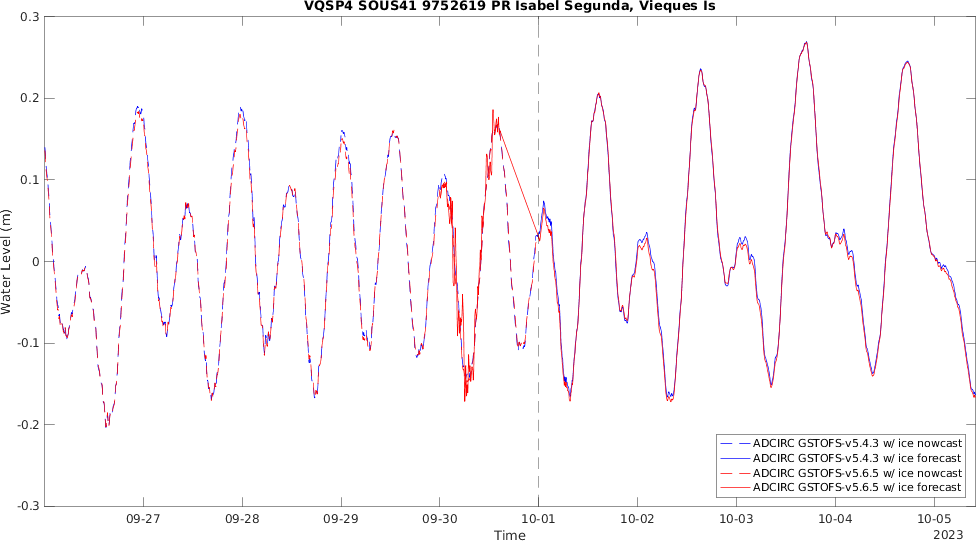 VQSP4 SOUS41 9752619 PR Isabel Segunda, Vieques Is
0.3
0.2
0.1
0
-0.1
-0.2
-0.3
Water Level (m)
ADCIRC GSTOFS-v5.4.3 w/ ice nowcast
ADCIRC GSTOFS-v5.4.3 w/ ice forecast
ADCIRC GSTOFS-v5.6.5 w/ ice nowcast
ADCIRC GSTOFS-v5.6.5 w/ ice forecast
09-27 09-28 09-29 09-30 10-01 10-02 10-03 10-04 10-05
Time 2023